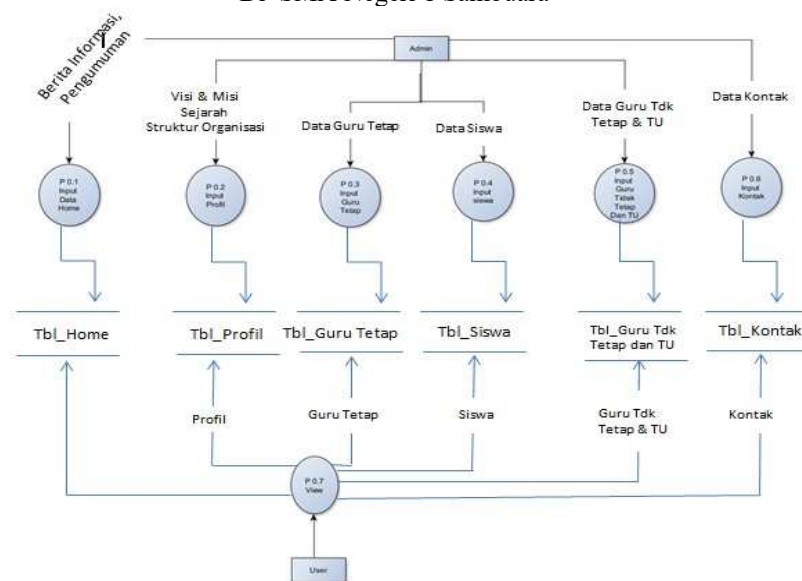 Admin
Berita Informasi,
Pengumuman
Visi & Misi
Sejarah
Struktur Organisasi
Data Guru Tetap
Data Siswa
Data Guru Tdk
Tetap & TU
Data Kontak
P 0.1
Input
Data
Home
P 0.2
Input
Profil
P 0.3
Input
Guru
Tetap
P 0.4
Input
siswa
P 0.5
Input
Guru
Tidak
Tetap
Dan TU
P 0.6
Input
Kontak
Tbl_Home
Tbl_Profil
Tbl_Guru Tetap
Tbl_Siswa
Tbl_Guru Tdk
Tetap dan TU
Tbl_Kontak
Profil
Guru Tetap
Siswa
Guru Tdk
Tetap & TU
Kontak
P 0.7
View
User